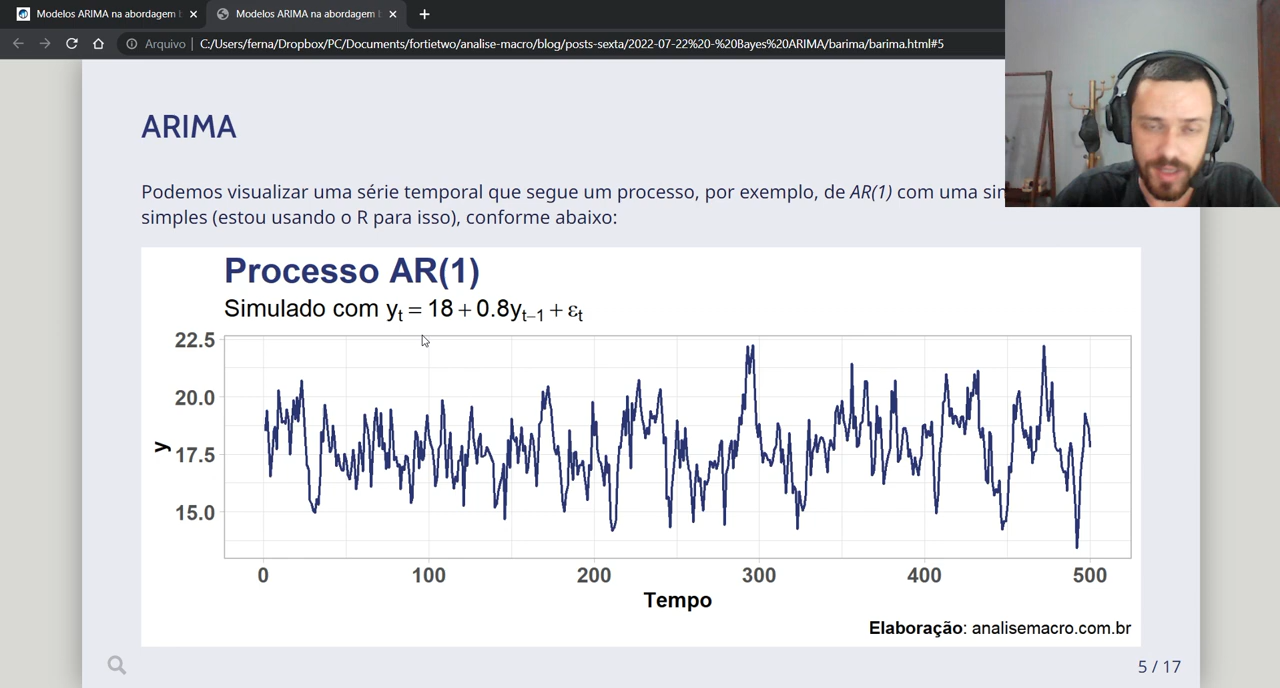 Modelos ARIMA na abordagem
Modelos ARIMA na abordagem
Arquivo | C:/Users/ferna/Dropbox/PC/Documents/fortietwo/analise-macro/blog/posts-sexta/2022-07-22%20-%20Bayes%20ARIMA/barima/barima.html#5
ARIMA
Podemos visualizar uma série temporal que segue um processo, por exemplo, de AR(1) com uma
simples (estou usando o R para isso), conforme abaixo:
Processo AR(1)
Simulado com yₜ = 18 + 0.8yₜ₋₁ + εₜ
22.5
20.0
17.5
15.0
y
0 100 200 300 400 500
Tempo
Elaboração: analisemacro.com.br
5 / 17